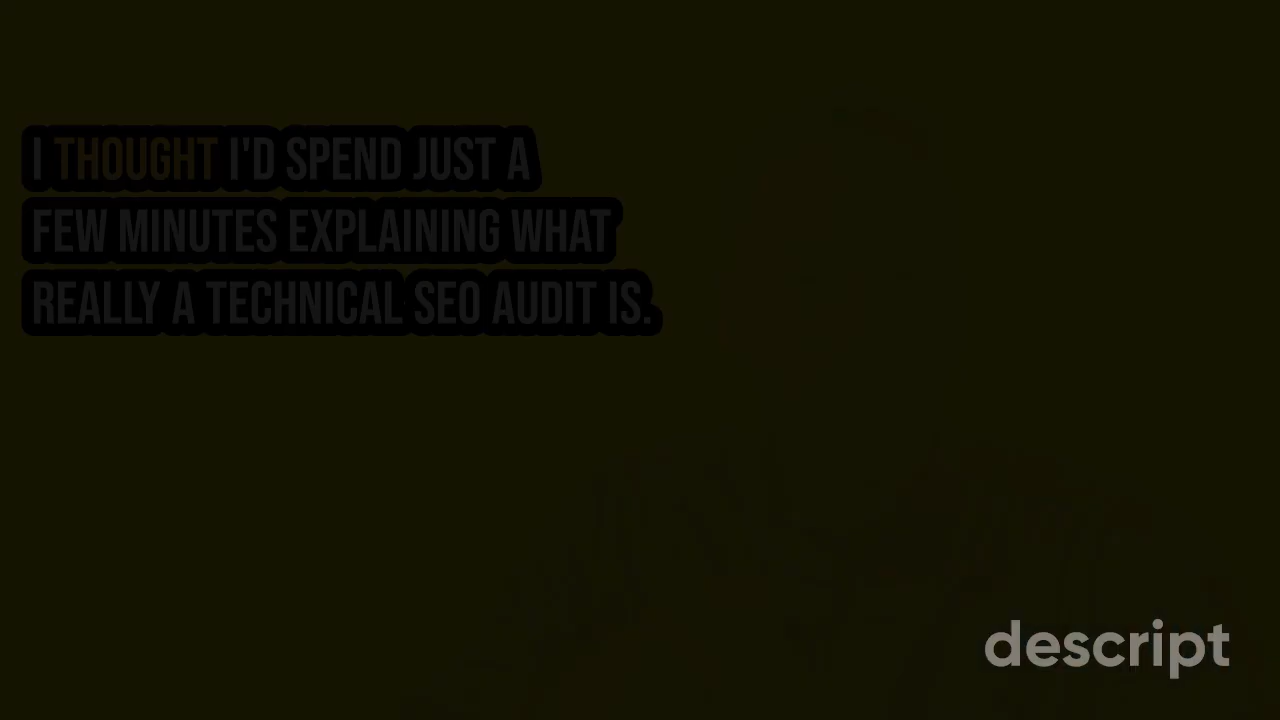 I THOUGHT I'D SPEND JUST A
FEW MINUTES EXPLAINING WHAT
REALLY A TECHNICAL SEO AUDIT IS.
descript